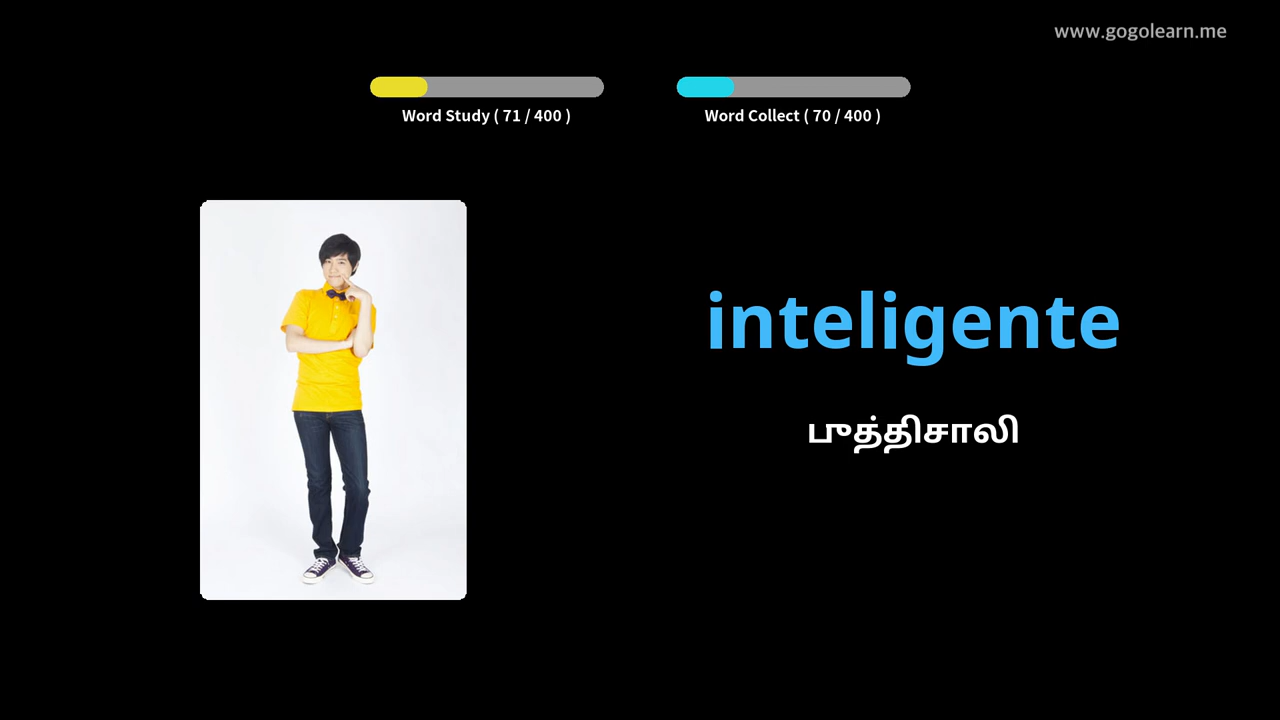 www.gogolearn.me
Word Study ( 71 / 400 )
Word Collect ( 70 / 400 )
inteligente
புத்திசாலி